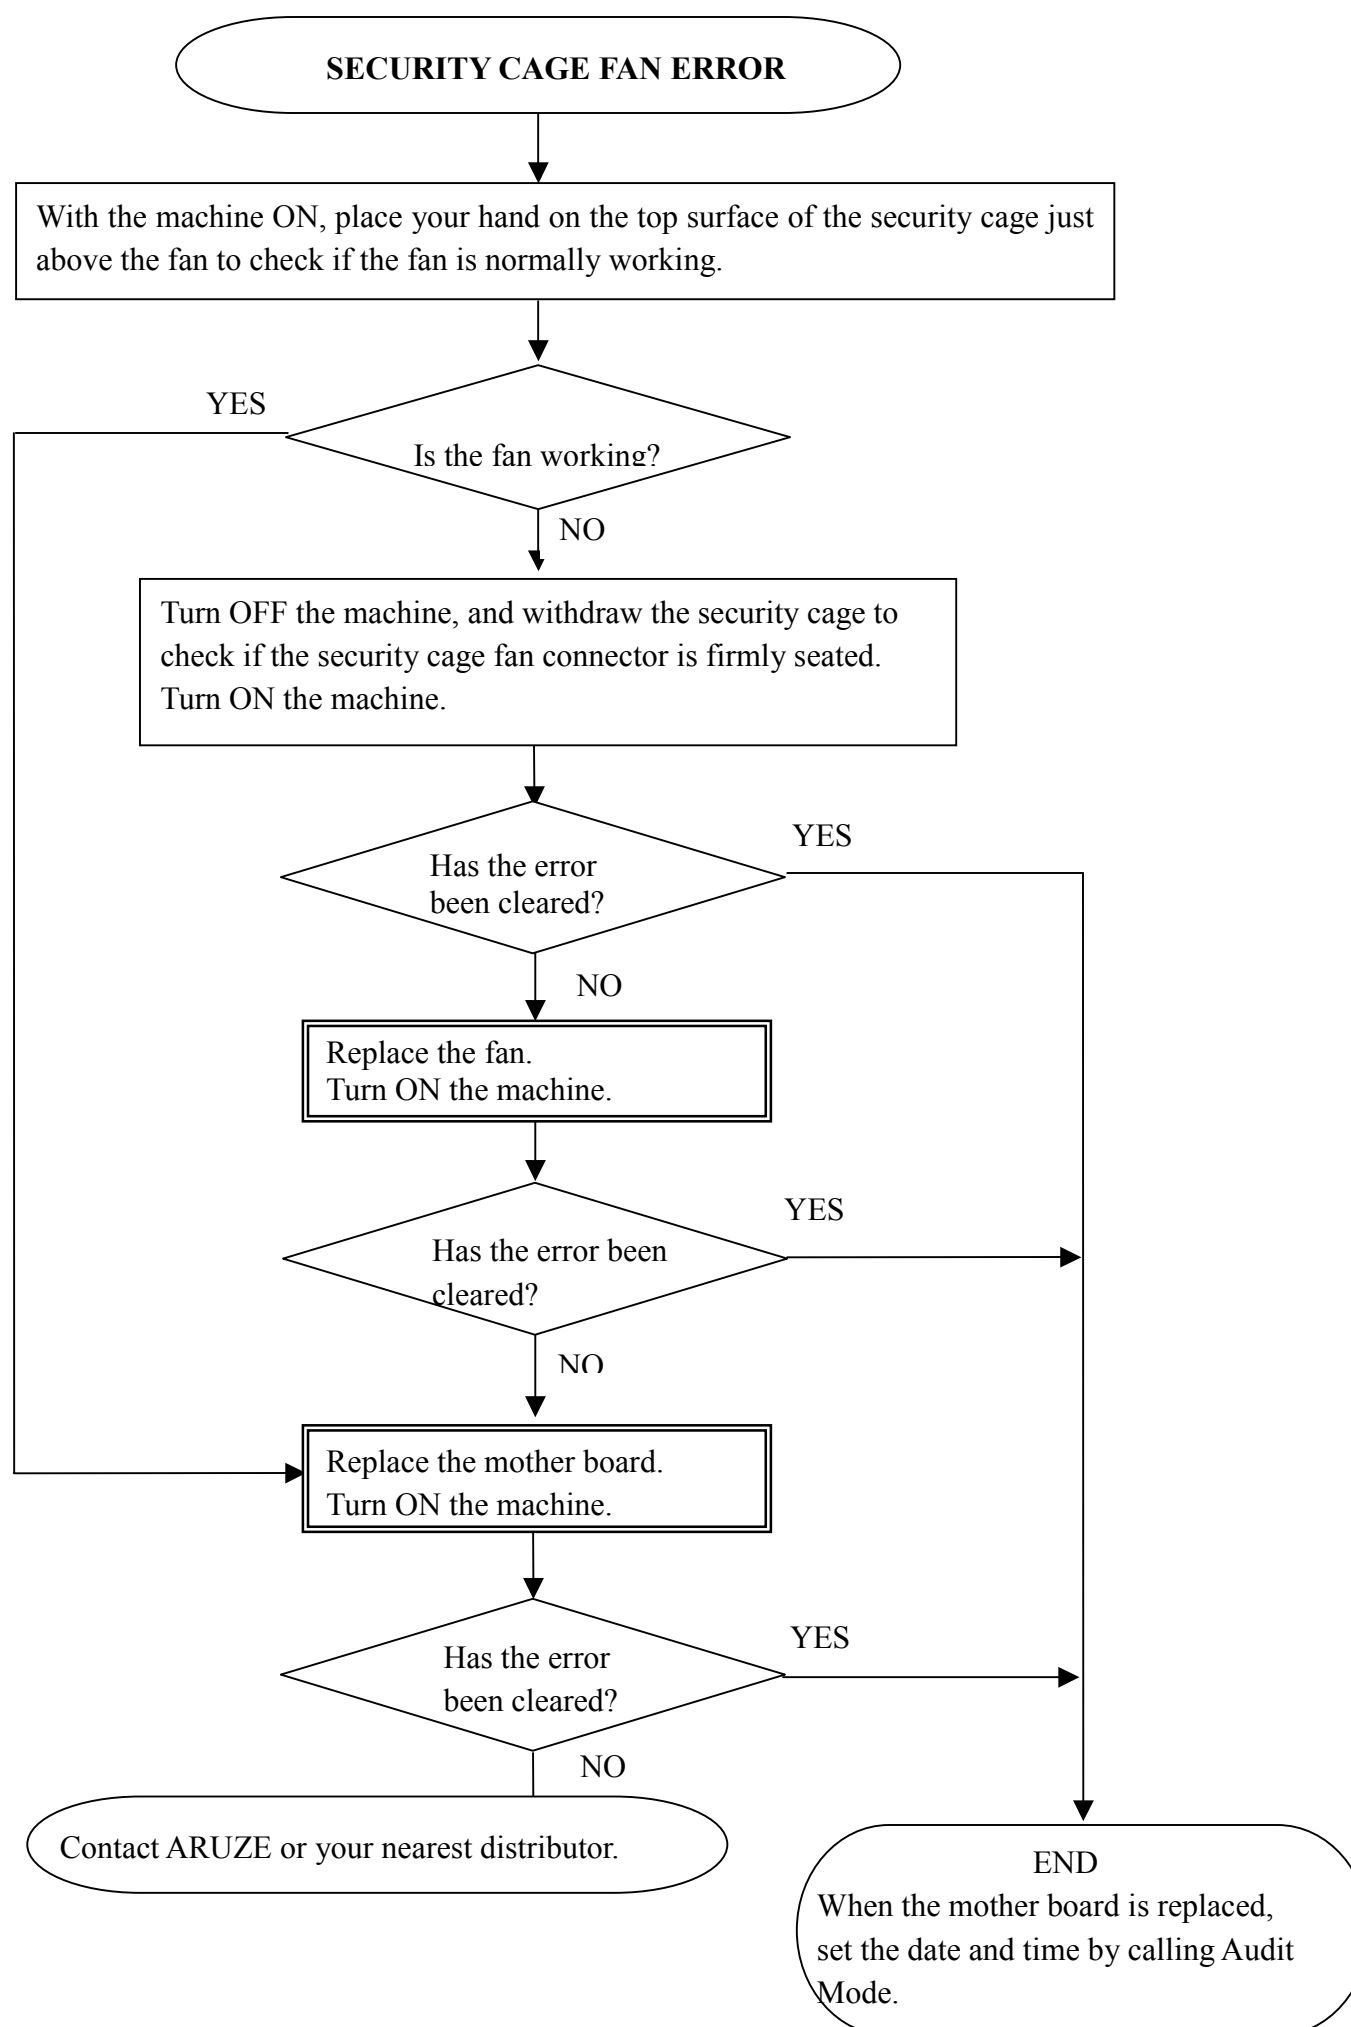 SECURITY CAGE FAN ERROR
With the machine ON, place your hand on the top surface of the security cage just
above the fan to check if the fan is normally working.
YES
Is the fan working?
NO
Turn OFF the machine, and withdraw the security cage to
check if the security cage fan connector is firmly seated.
Turn ON the machine.
YES
Has the error
been cleared?
NO
Replace the fan.
Turn ON the machine.
YES
Has the error been
cleared?
NO
Replace the mother board.
Turn ON the machine.
YES
Has the error
been cleared?
NO
Contact ARUZE or your nearest distributor.
END
When the mother board is replaced,
set the date and time by calling Audit
Mode.